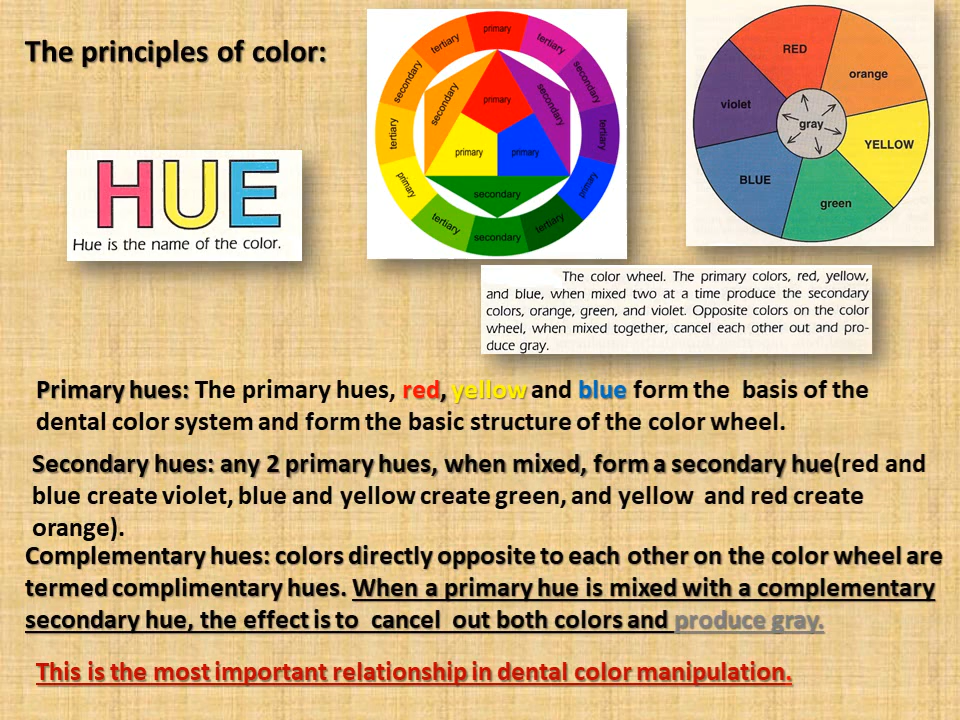 The principles of color:
HUE
Hue is the name of the color.
primary
tertiary
secondary
tertiary
primary
tertiary
secondary
tertiary
primary
tertiary
secondary
tertiary
primary
secondary
primary
secondary
primary
secondary
RED
orange
YELLOW
green
BLUE
violet
gray
The color wheel. The primary colors, red, yellow,
and blue, when mixed two at a time produce the secondary
colors, orange, green, and violet. Opposite colors on the color
wheel, when mixed together, cancel each other out and pro-
duce gray.
Primary hues: The primary hues, red, yellow and blue form the basis of the
dental color system and form the basic structure of the color wheel.
Secondary hues: any 2 primary hues, when mixed, form a secondary hue(red and
blue create violet, blue and yellow create green, and yellow and red create
orange).
Complementary hues: colors directly opposite to each other on the color wheel are
termed complimentary hues. When a primary hue is mixed with a complementary
secondary hue, the effect is to cancel out both colors and produce gray.
This is the most important relationship in dental color manipulation.